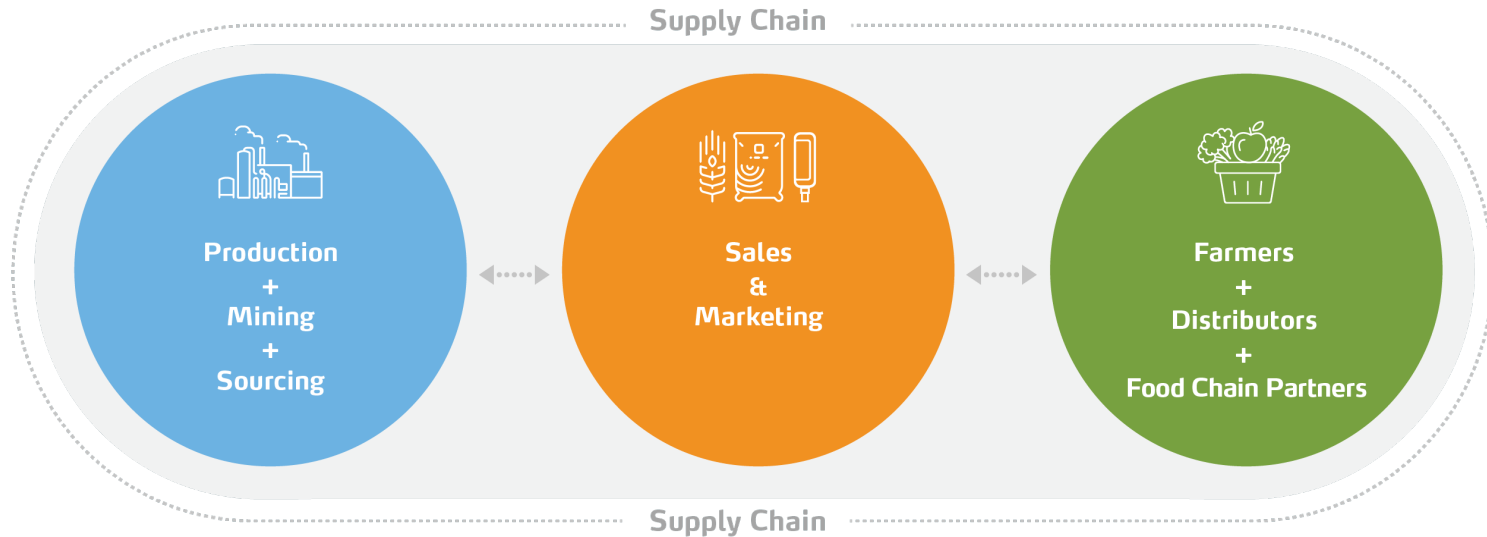 Supply Chain
Production
+
Mining
+
Sourcing
Sales
&
Marketing
Farmers
+
Distributors
+
Food Chain Partners
Supply Chain